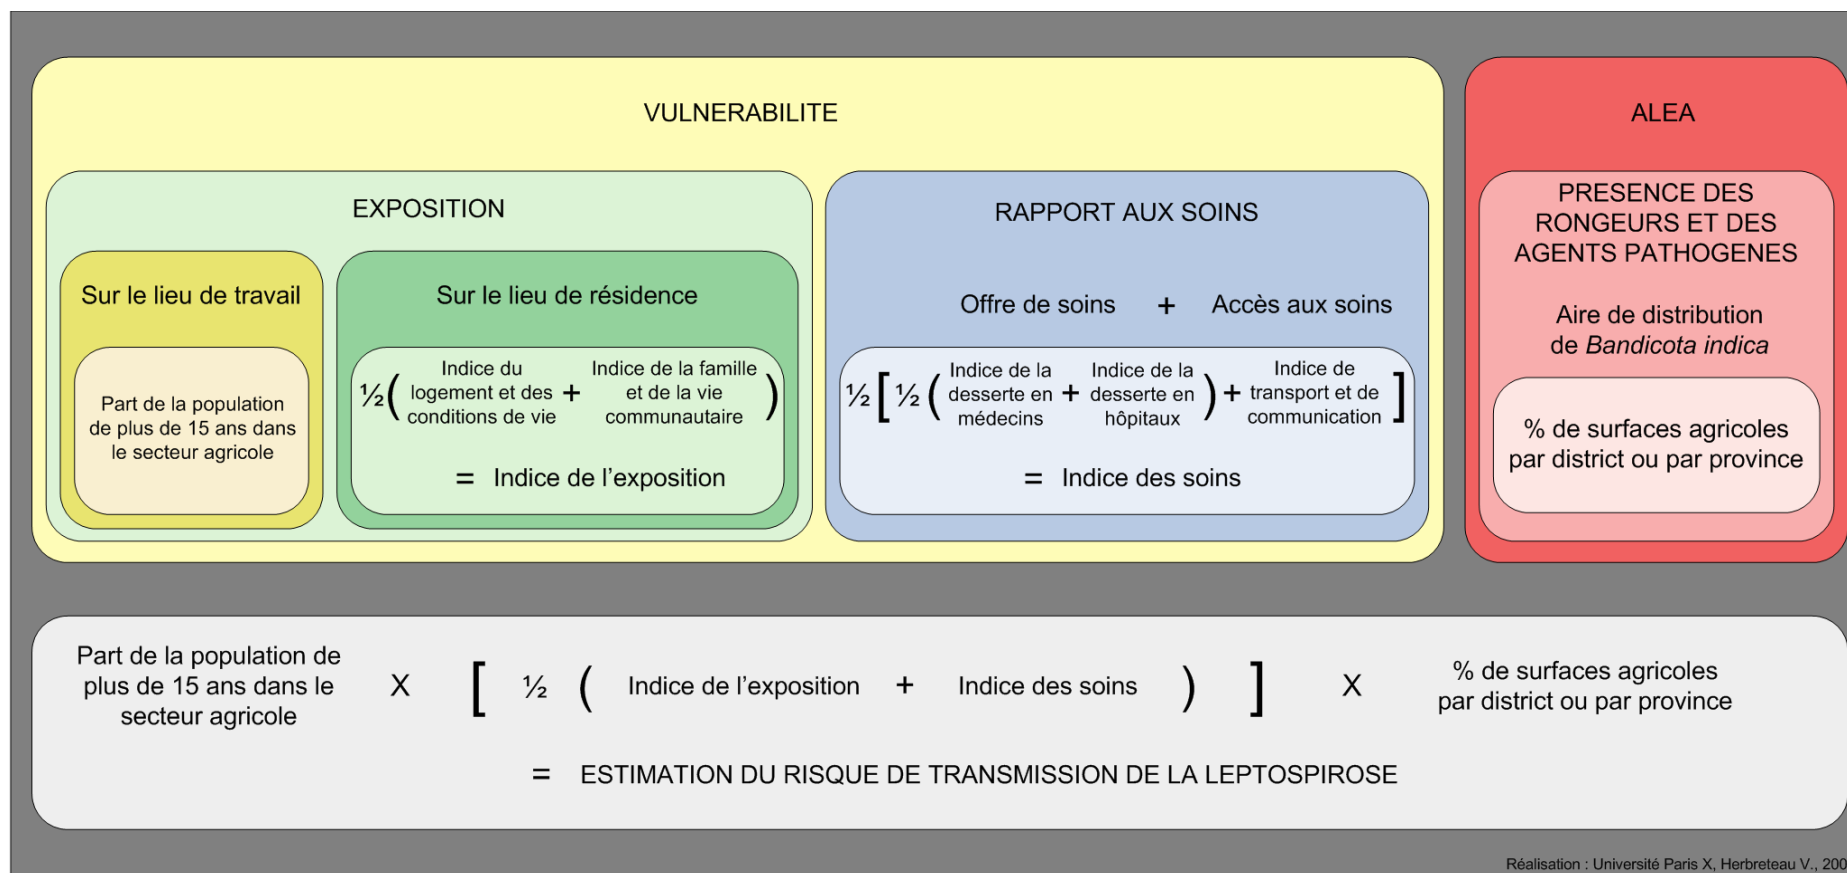 VULNERABILITE
EXPOSITION
Sur le lieu de travail
Part de la population
de plus de 15 ans dans
le secteur agricole
Sur le lieu de résidence
½ ( Indice du
logement et des
conditions de vie
+
Indice de la famille
et de la vie
communautaire )
= Indice de l’exposition
RAPPORT AUX SOINS
Offre de soins + Accès aux soins
½ [ ½ ( Indice de la
desserte en
médecins
+
Indice de la
desserte en
hôpitaux )
+
Indice de
transport et de
communication ]
= Indice des soins
ALEA
PRESENCE DES
RONGEURS ET DES
AGENTS PATHOGENES
Aire de distribution
de Bandicota indica
% de surfaces agricoles
par district ou par province
Part de la population de
plus de 15 ans dans le
secteur agricole
X [ ½ ( Indice de l’exposition + Indice des soins ) ] X
% de surfaces agricoles
par district ou par province
= ESTIMATION DU RISQUE DE TRANSMISSION DE LA LEPTOSPIROSE
Réalisation : Université Paris X, Herbreteau V., 200